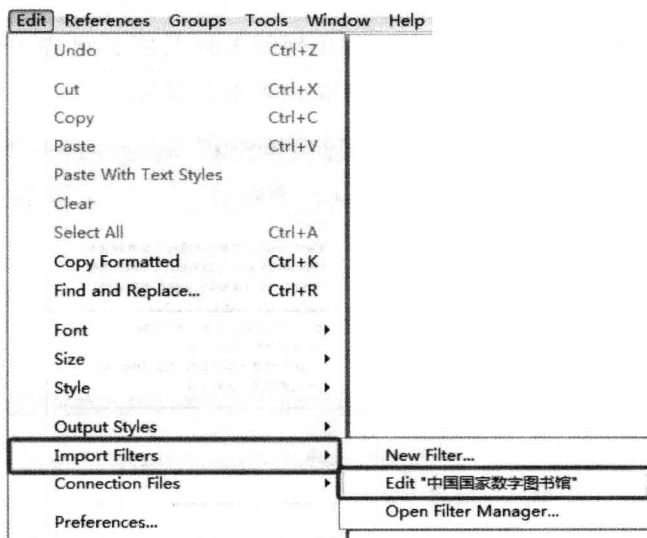 Edit References Groups Tools Window Help
Undo Ctrl+Z
Cut Ctrl+X
Copy Ctrl+C
Paste Ctrl+V
Paste With Text Styles
Clear
Select All Ctrl+A
Copy Formatted Ctrl+K
Find and Replace... Ctrl+R
Font
Size
Style
Output Styles
Import Filters New Filter...
Connection Files Edit "中国国家数字图书馆"
Preferences... Open Filter Manager...